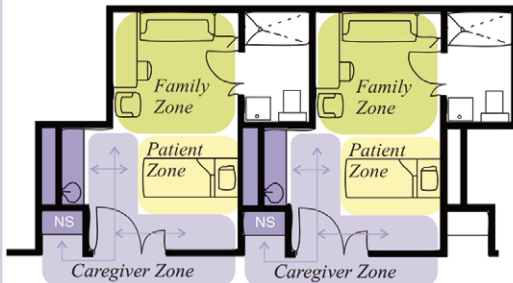 Family
Zone
Family
Zone
Patient
Zone
Patient
Zone
NS
NS
Caregiver Zone
Caregiver Zone